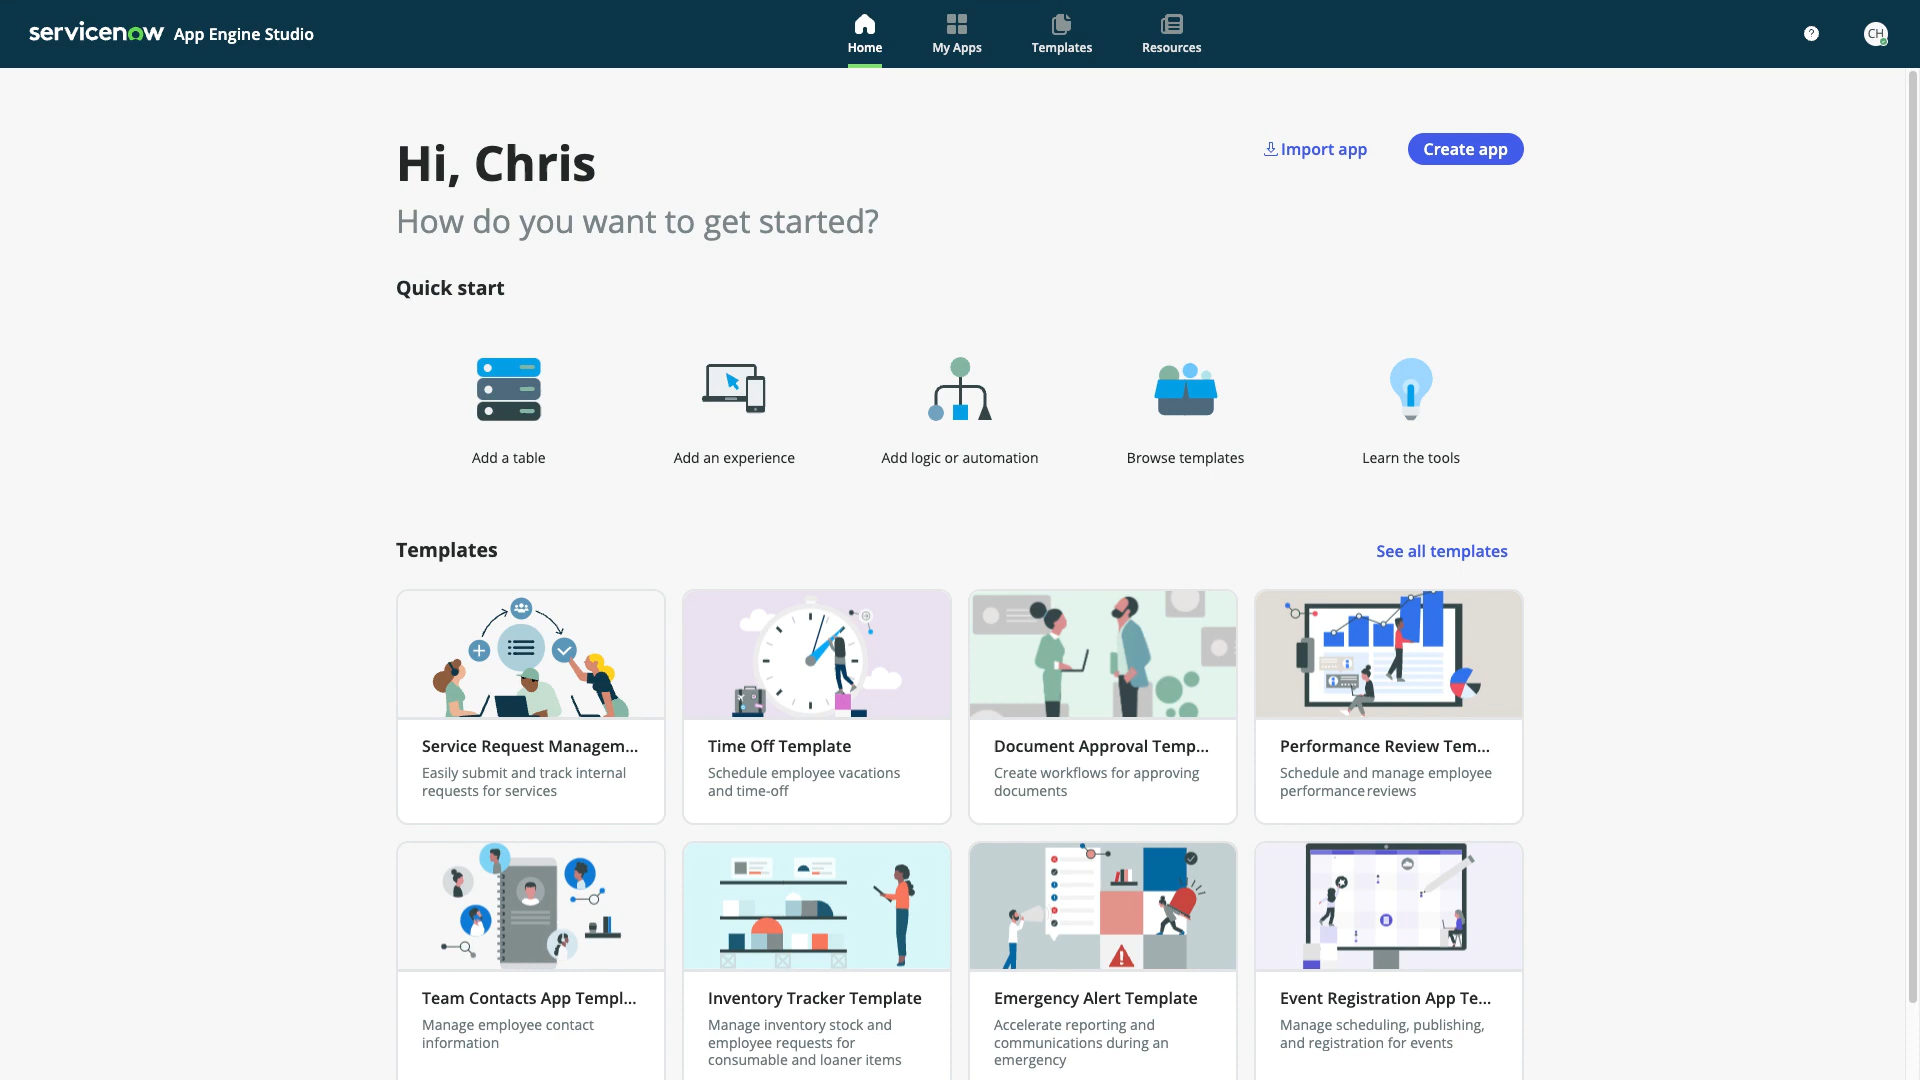 servicenow App Engine Studio
Home
My Apps
Templates
Resources
?
CH
Hi, Chris
How do you want to get started?
Import app
Create app
Quick start
Add a table
Add an experience
Add logic or automation
Browse templates
Learn the tools
Templates
See all templates
Service Request Managem...
Easily submit and track internal
requests for services
Time Off Template
Schedule employee vacations
and time-off
Document Approval Temp...
Create workflows for approving
documents
Performance Review Tem...
Schedule and manage employee
performance reviews
Team Contacts App Templ...
Manage employee contact
information
Inventory Tracker Template
Manage inventory stock and
employee requests for
consumable and loaner items
Emergency Alert Template
Accelerate reporting and
communications during an
emergency
Event Registration App Te...
Manage scheduling, publishing,
and registration for events